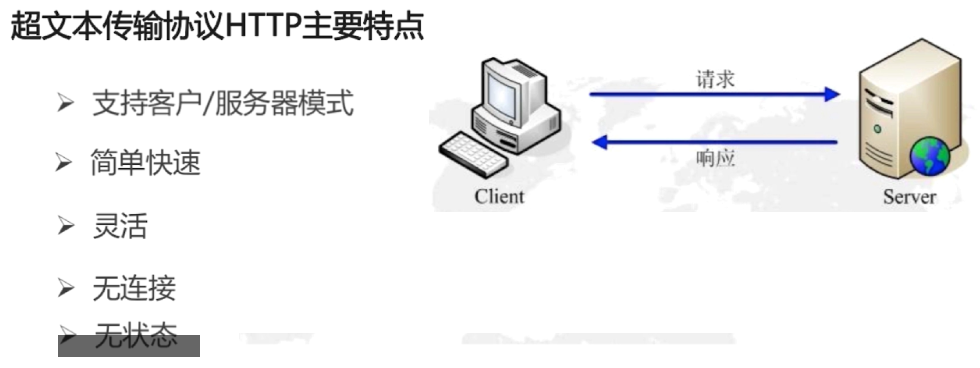 超文本传输协议HTTP主要特点
支持客户/服务器模式
简单快速
灵活
无连接
无状态
请求
响应
Client
Server